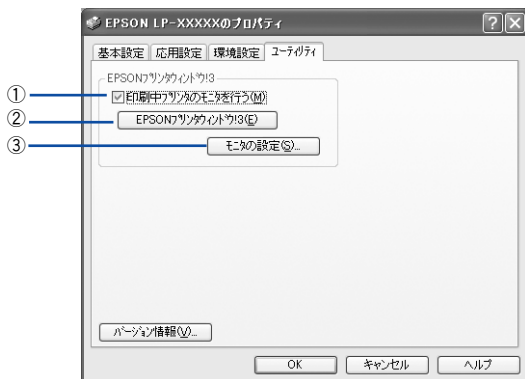 EPSON LP-XXXXXのプロパティ
基本設定 応用設定 環境設定 ユーティリティ
EPSONﾌﾟﾘﾝﾀｳｨﾝﾄﾞｳ!3
① 印刷中ﾌﾟﾘﾝﾀのﾓﾆﾀを行う(M)
② EPSONﾌﾟﾘﾝﾀｳｨﾝﾄﾞｳ!3(E)
③ ﾓﾆﾀの設定(S)...
ﾊﾞｰｼﾞｮﾝ情報(V)...
OK キャンセル ヘルプ